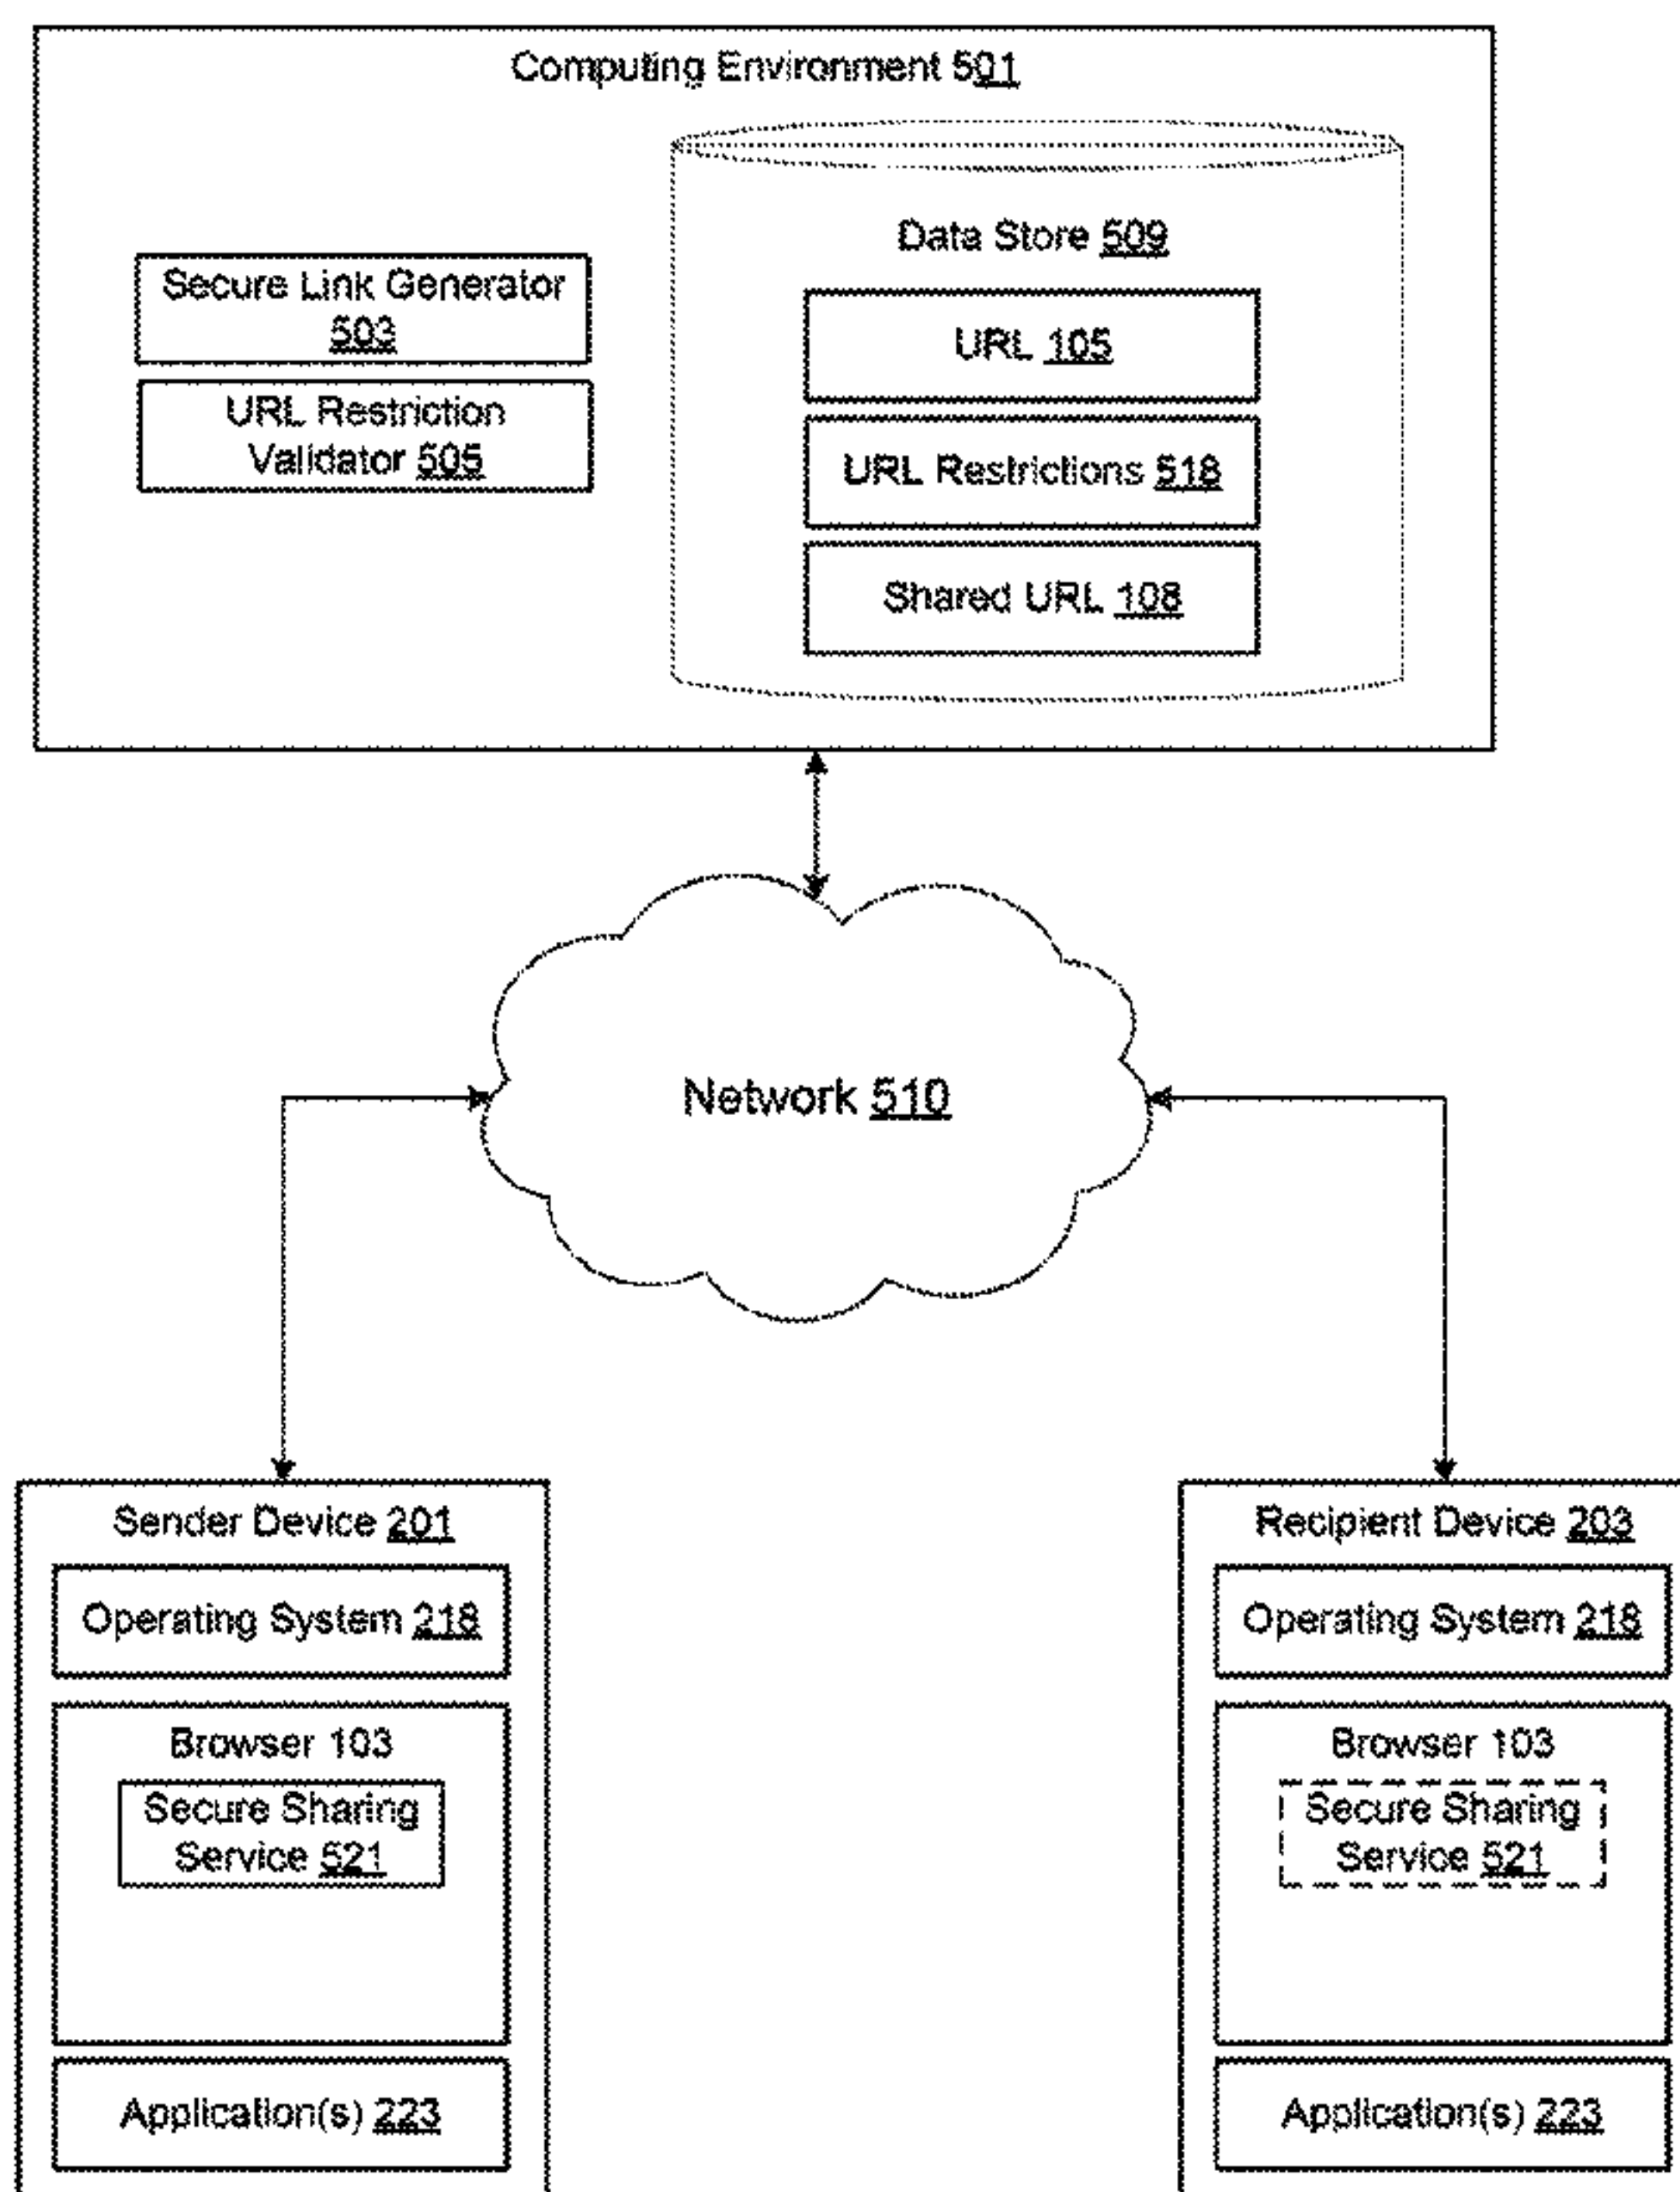 Computing Environment 501
Data Store 509
Secure Link Generator
503
URL Restriction
Validator 505
URL 105
URL Restrictions 518
Shared URL 108
Network 510
Sender Device 201
Operating System 218
Browser 103
Secure Sharing
Service 521
Application(s) 223
Recipient Device 203
Operating System 218
Browser 103
Secure Sharing
Service 521
Application(s) 223